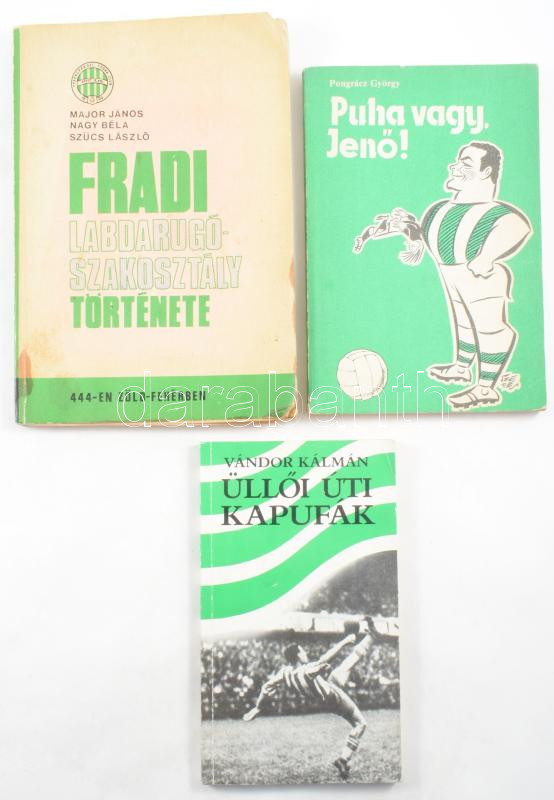 MAJOR JÁNOS
NAGY BÉLA
SZÜCS LÁSZLÓ
FRADI
LABDARUGÓ-
SZAKOSZTÁLY
TÖRTÉNETE
444-EN ZÖLD-FEHÉRBEN
Pongrácz György
Puha vagy,
Jenő!
darabanth
VÁNDOR KÁLMÁN
ÜLLŐI ÚTI
KAPUFÁK